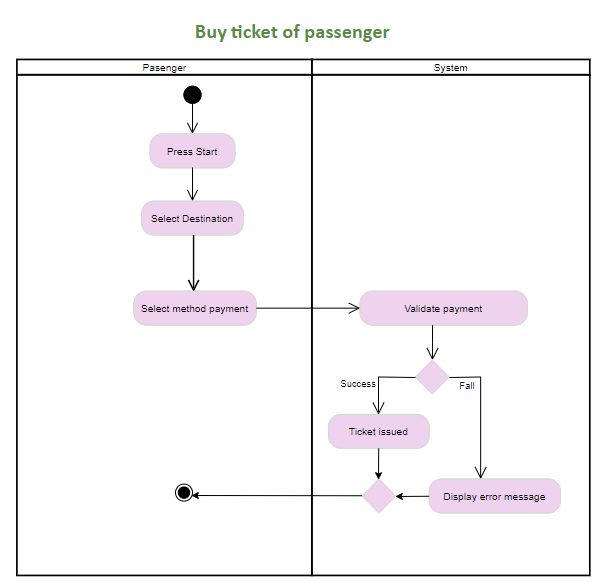 Buy ticket of passenger
Pasenger
System
Press Start
Select Destination
Select method payment
Validate payment
Success
Fall
Ticket issued
Display error message